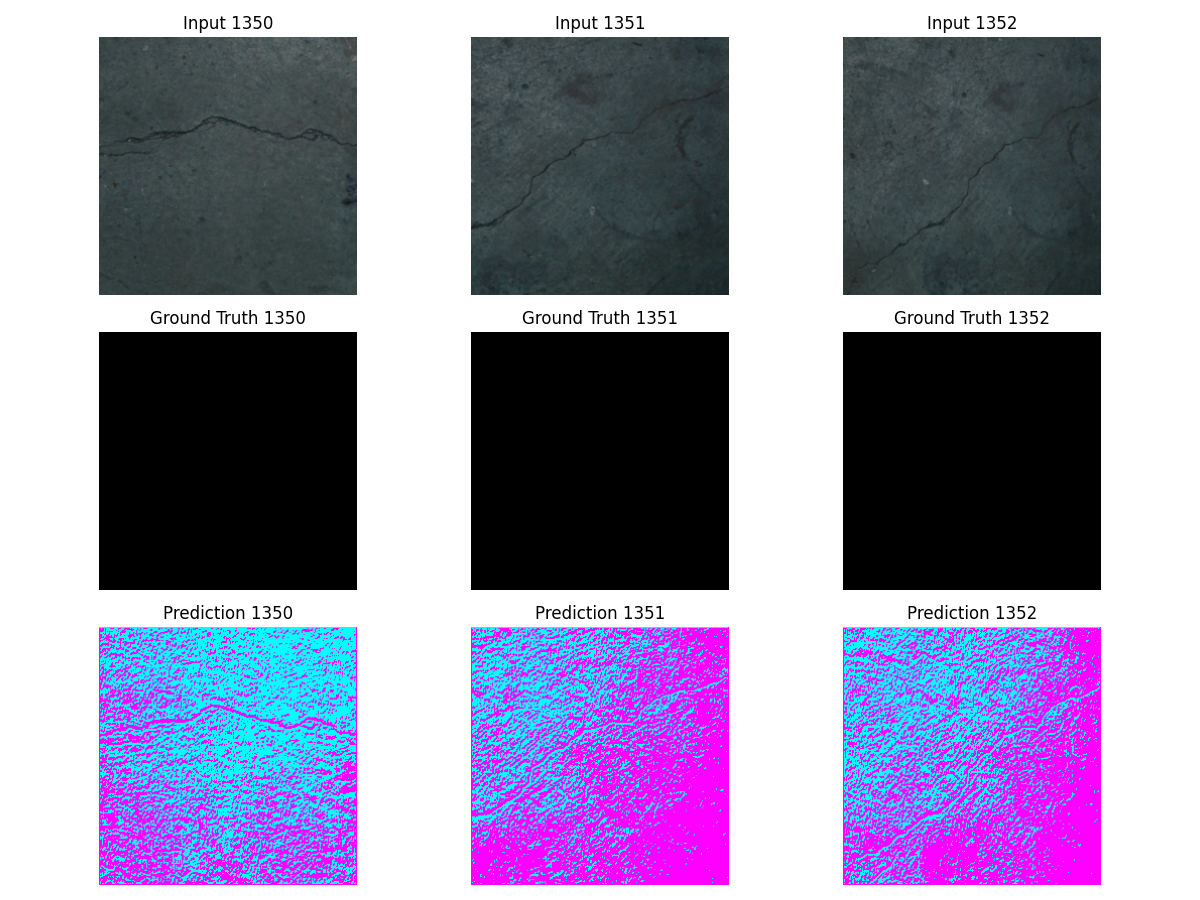 Input 1350
Input 1351
Input 1352
Ground Truth 1350
Ground Truth 1351
Ground Truth 1352
Prediction 1350
Prediction 1351
Prediction 1352